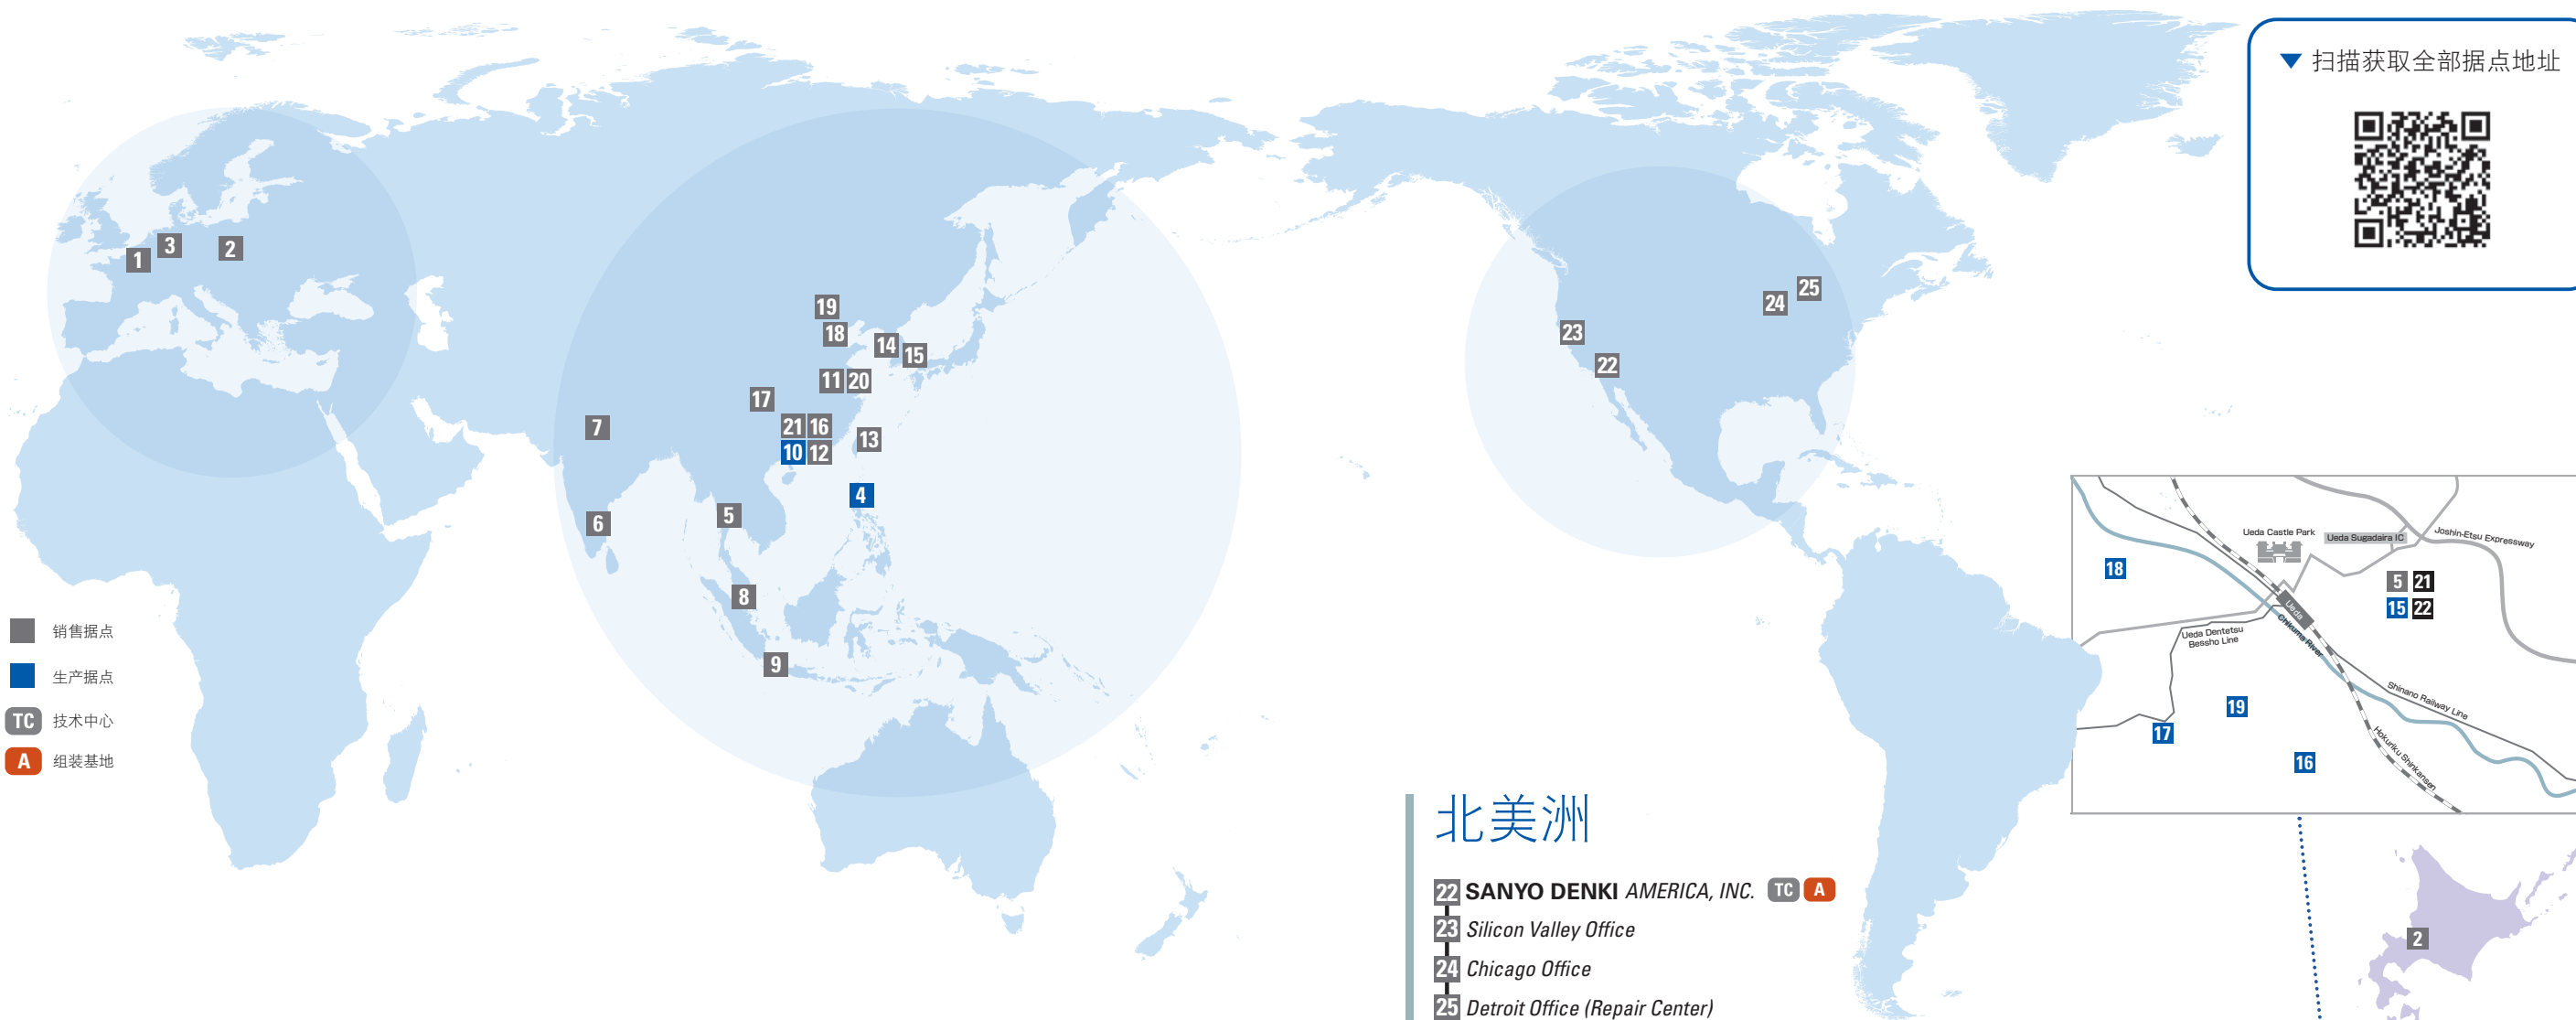 ▼ 扫描获取全部据点地址
1
3
2
19
18
14
15
11
20
17
7
21
16
13
10
12
4
5
6
8
9
25
24
23
22
销售据点
生产据点
TC 技术中心
A 组装基地
Ueda Castle Park
Ueda Sugadaira IC
Joshin-Etsu Expressway
18
5 21
15 22
Ueda
Chikuma River
Ueda Dentetsu
Bessho Line
Shinano Railway Line
19
17
Hokuriku Shinkansen
16
北美洲
22 SANYO DENKI AMERICA, INC. TC A
23 Silicon Valley Office
24 Chicago Office
25 Detroit Office (Repair Center)
2